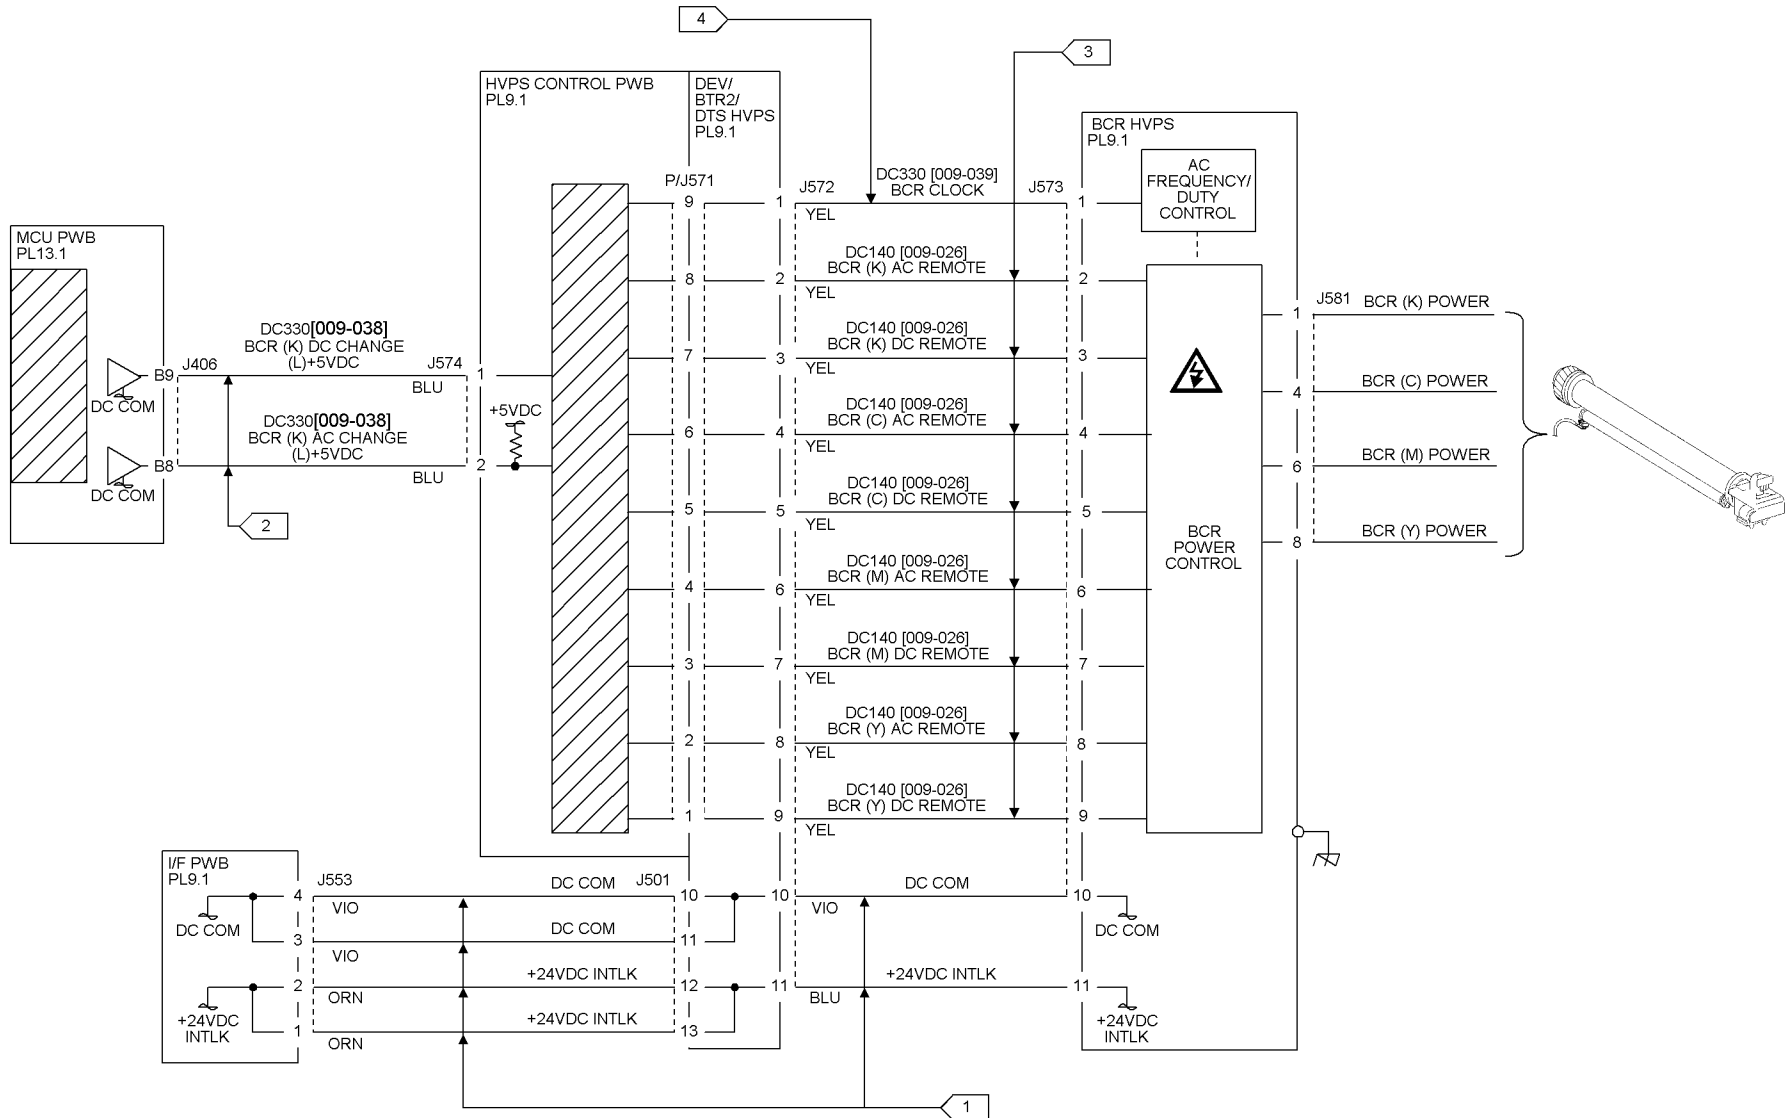 4
3
HVPS CONTROL PWB
PL9.1
DEV/
BTR2/
DTS HVPS
PL9.1
BCR HVPS
PL9.1
AC
FREQUENCY/
DUTY
CONTROL
P/J571
J572
DC330 [009-039]
BCR CLOCK
J573
9
1
YEL
1
MCU PWB
PL13.1
DC140 [009-026]
BCR (K) AC REMOTE
8
2
YEL
2
J581
BCR (K) POWER
1
DC330[009-038]
BCR (K) DC CHANGE
(L)+5VDC
DC140 [009-026]
BCR (K) DC REMOTE
7
3
YEL
3
B9
J406
J574
1
BLU
DC COM
BCR (C) POWER
4
+5VDC
DC330[009-038]
BCR (K) AC CHANGE
(L)+5VDC
DC140 [009-026]
BCR (C) AC REMOTE
6
4
YEL
4
B8
2
BLU
DC COM
BCR (M) POWER
6
DC140 [009-026]
BCR (C) DC REMOTE
5
5
YEL
5
2
BCR
POWER
CONTROL
BCR (Y) POWER
8
DC140 [009-026]
BCR (M) AC REMOTE
4
6
YEL
6
DC140 [009-026]
BCR (M) DC REMOTE
3
7
YEL
7
DC140 [009-026]
BCR (Y) AC REMOTE
2
8
YEL
8
DC140 [009-026]
BCR (Y) DC REMOTE
1
9
YEL
9
I/F PWB
PL9.1
J553
DC COM
J501
DC COM
4
VIO
10
10
VIO
10
DC COM
DC COM
3
DC COM
11
VIO
2
+24VDC INTLK
12
11
+24VDC INTLK
11
ORN
BLU
+24VDC
INTLK
1
+24VDC INTLK
13
ORN
+24VDC
INTLK
1